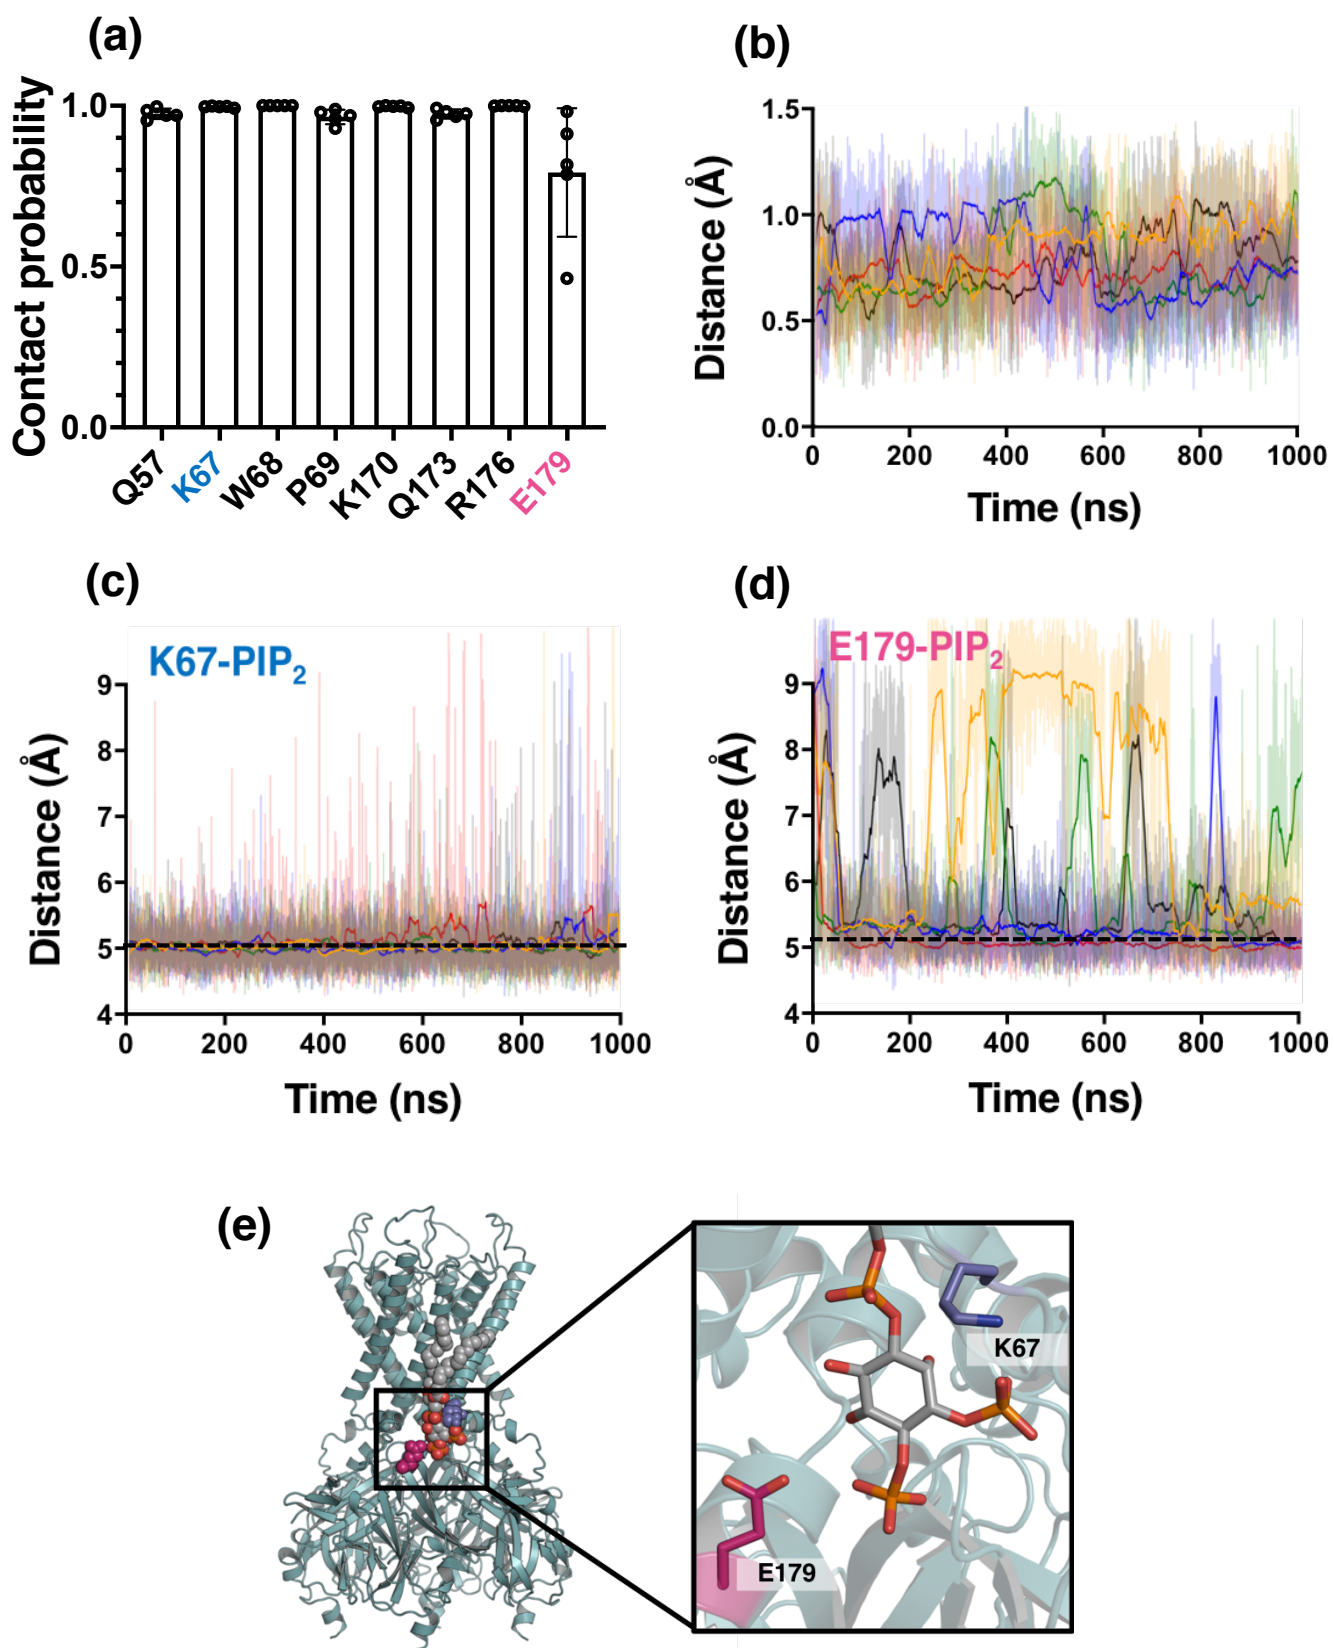 (a)
Contact probability
1.0
0.5
0.0
Q57 K67 W68 P69 K170 Q173 R176 E179
(b)
Distance (Å)
1.5
1.0
0.5
0.0
0 200 400 600 800 1000
Time (ns)
(c)
K67-PIP2
Distance (Å)
9
8
7
6
5
4
0 200 400 600 800 1000
Time (ns)
(d)
E179-PIP2
Distance (Å)
9
8
7
6
5
4
0 200 400 600 800 1000
Time (ns)
(e)
K67
E179